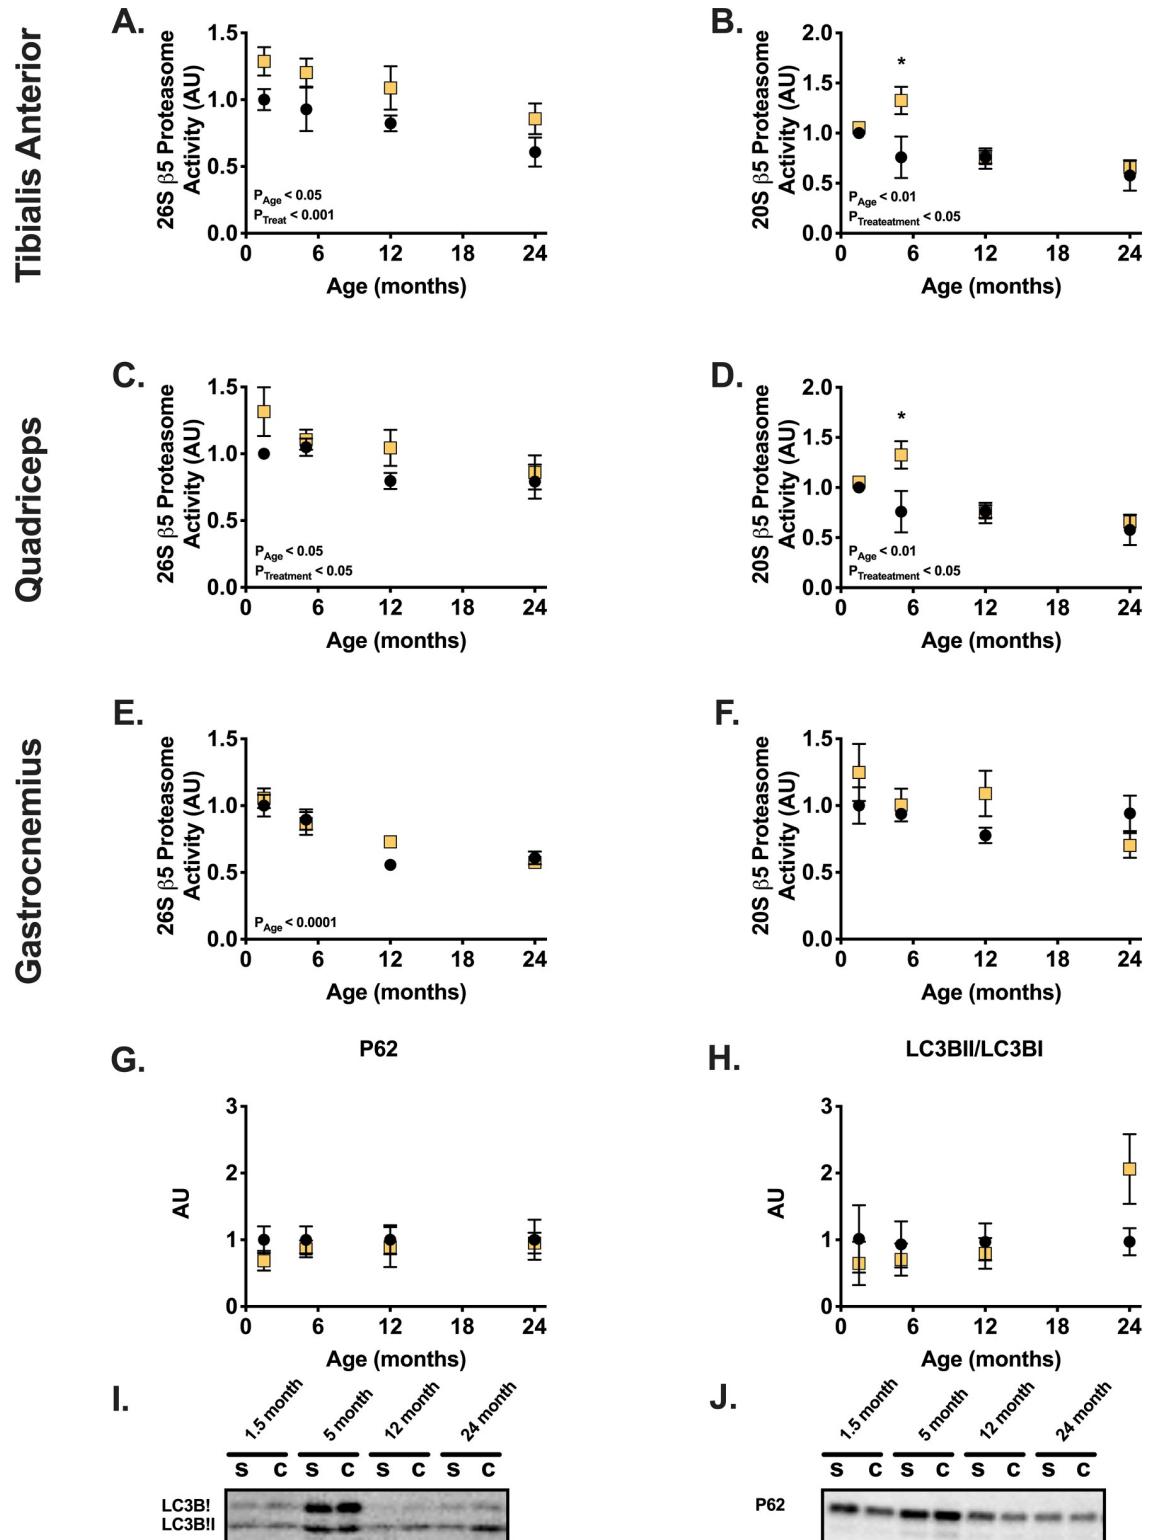 Tibialis Anterior
A.
26S β5 Proteasome
Activity (AU)
1.5
1.0
0.5
0.0
P Age < 0.05
P Treat < 0.001
0 6 12 18 24
Age (months)
B.
20S β5 Proteasome
Activity (AU)
2.0
1.5
1.0
0.5
0.0
*
P Age < 0.01
P Treateatment < 0.05
0 6 12 18 24
Age (months)
Quadriceps
C.
26S β5 Proteasome
Activity (AU)
1.5
1.0
0.5
0.0
P Age < 0.05
P Treatment < 0.05
0 6 12 18 24
Age (months)
D.
20S β5 Proteasome
Activity (AU)
2.0
1.5
1.0
0.5
0.0
*
P Age < 0.01
P Treateatment < 0.05
0 6 12 18 24
Age (months)
Gastrocnemius
E.
26S β5 Proteasome
Activity (AU)
1.5
1.0
0.5
0.0
P Age < 0.0001
0 6 12 18 24
Age (months)
F.
20S β5 Proteasome
Activity (AU)
1.5
1.0
0.5
0.0
0 6 12 18 24
Age (months)
G.
P62
AU
3
2
1
0
0 6 12 18 24
Age (months)
H.
LC3BII/LC3BI
AU
3
2
1
0
0 6 12 18 24
Age (months)
I.
1.5 month
5 month
12 month
24 month
S C S C S C S C
LC3B!
LC3B!I
J.
1.5 month
5 month
12 month
24 month
S C S C S C S C
P62